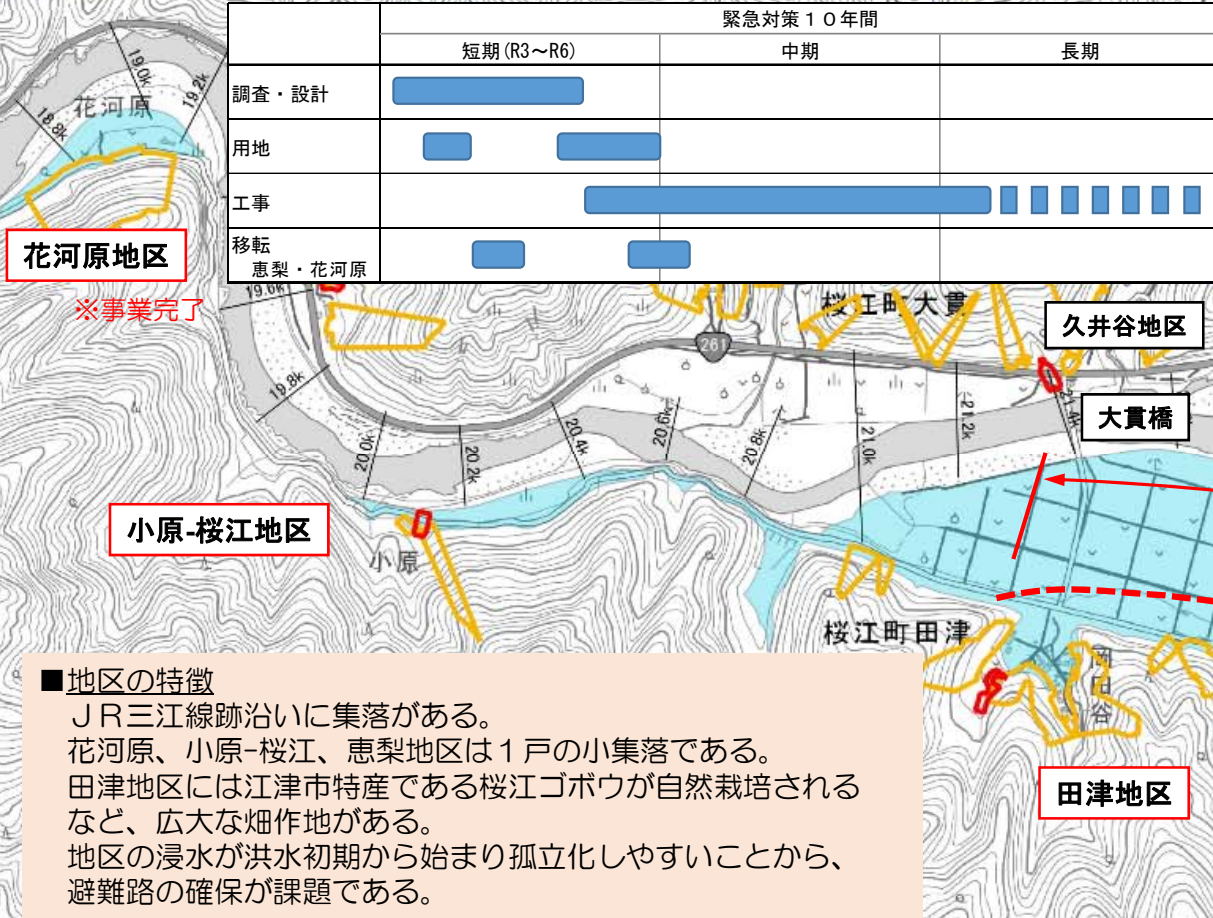 緊急対策１０年間
短期(R3～R6)
中期
長期
調査・設計
用地
工事
移転
恵梨・花河原
19.0k
19.2k
花河原
18.8k
花河原地区
※事業完了
19.6k
桜江町大貫
久井谷地区
261
19.8k
21.4k
大貫橋
20.0k
20.2k
20.4k
20.6k
20.8k
21.0k
21.2k
小原-桜江地区
小原
桜江町田津
岡田谷
田津地区
■地区の特徴
ＪＲ三江線跡沿いに集落がある。
花河原、小原-桜江、恵梨地区は１戸の小集落である。
田津地区には江津市特産である桜江ゴボウが自然栽培される
など、広大な畑作地がある。
地区の浸水が洪水初期から始まり孤立化しやすいことから、
避難路の確保が課題である。